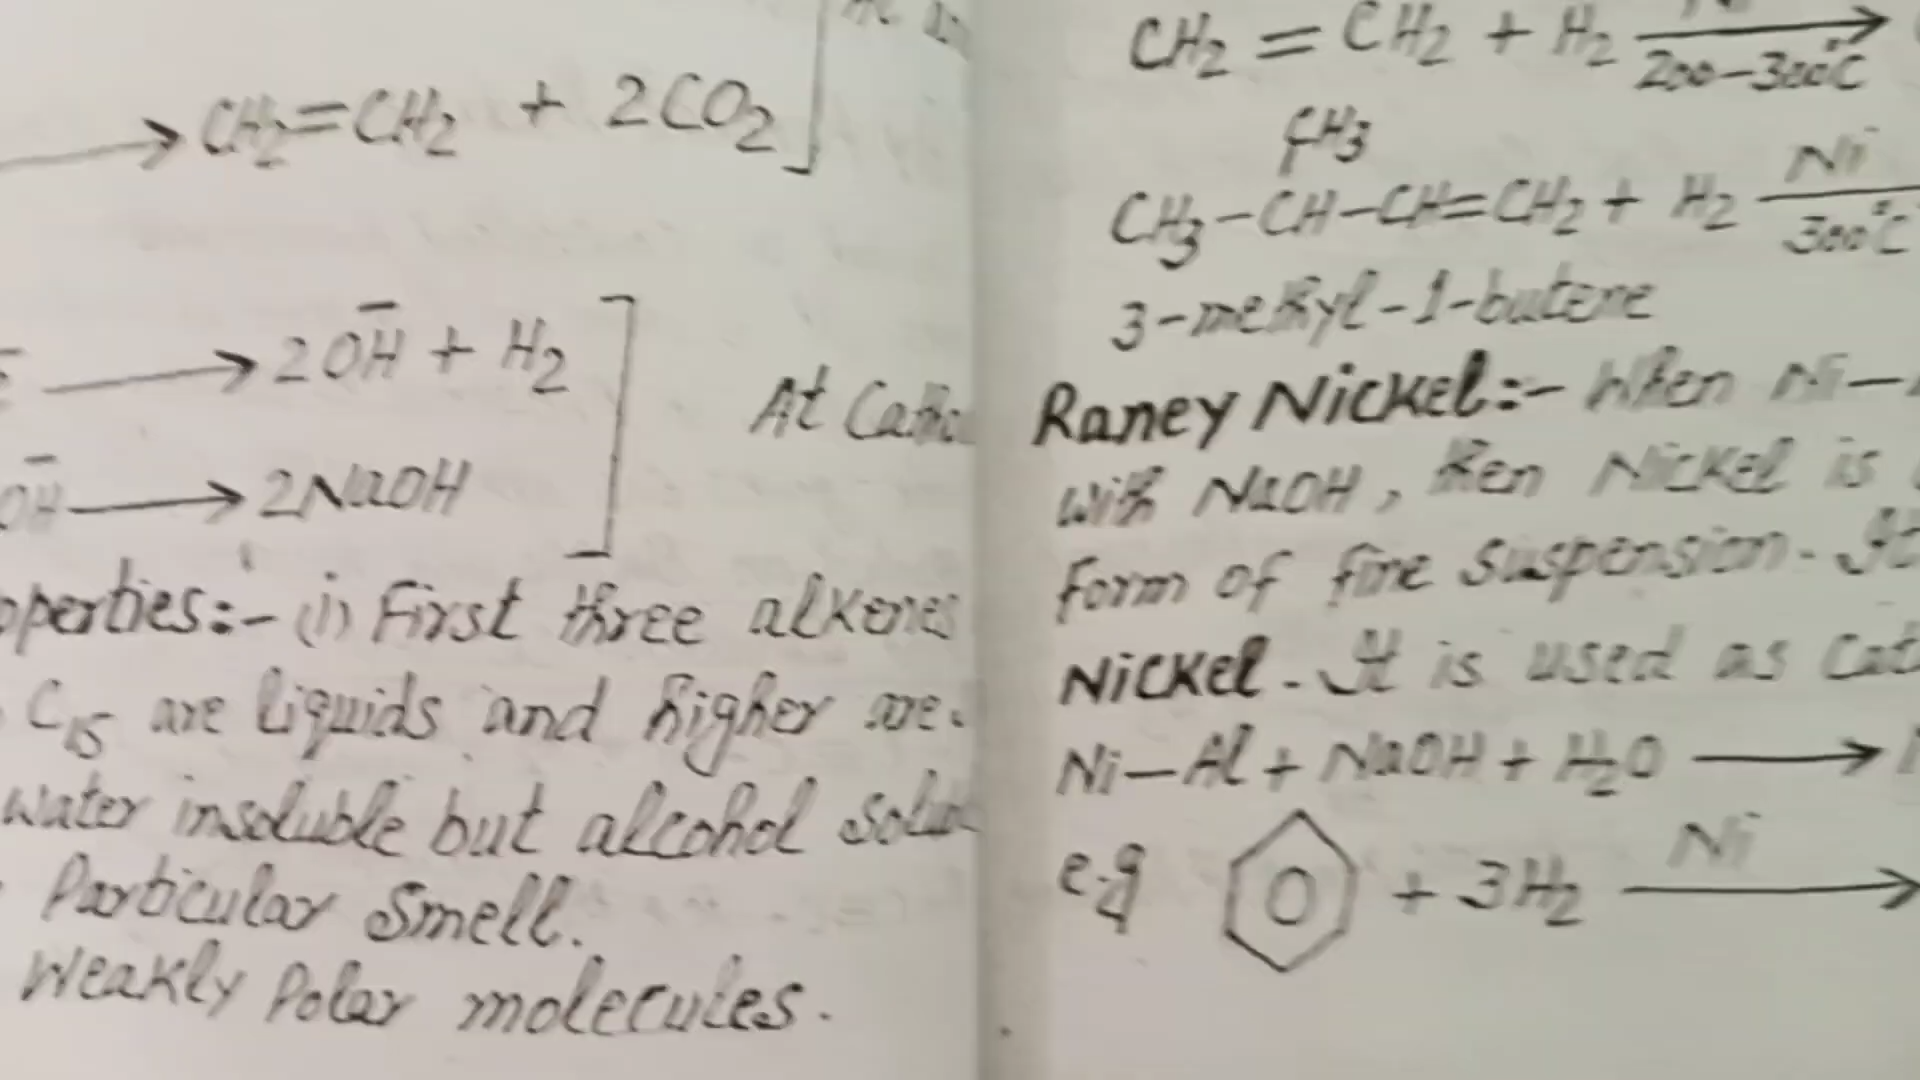 CH2=CH2 + 2CO2
2OH⁻ + H2
At
OH⁻ → 2NaOH
operties:- (i) First three alkenes
C15 are liquids and higher are
water insoluble but alcohol
Particular Smell.
Weakly Polar molecules.
CH2 = CH2 + H2 → 200-300°C
CH3
CH3-CH-CH=CH2 + H2 Ni 300°C
3-methyl-1-butene
Raney Nickel:- When Ni-
with NaOH, then Nickel is
form of fine suspension. It
Nickel. It is used as
Ni-Al + NaOH + H2O →
e.g + 3H2 Ni →